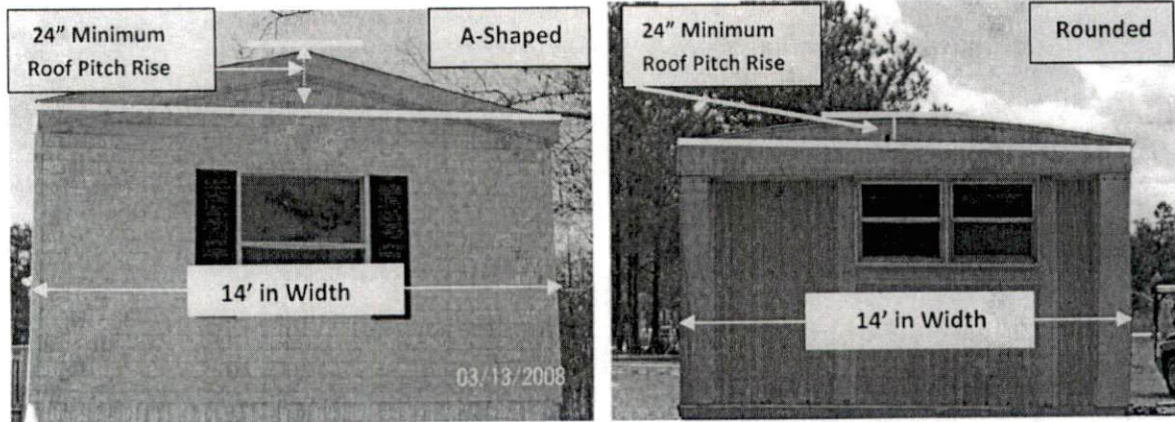 24" Minimum
Roof Pitch Rise
A-Shaped
14' in Width
03/13/2008
24" Minimum
Roof Pitch Rise
Rounded
14' in Width